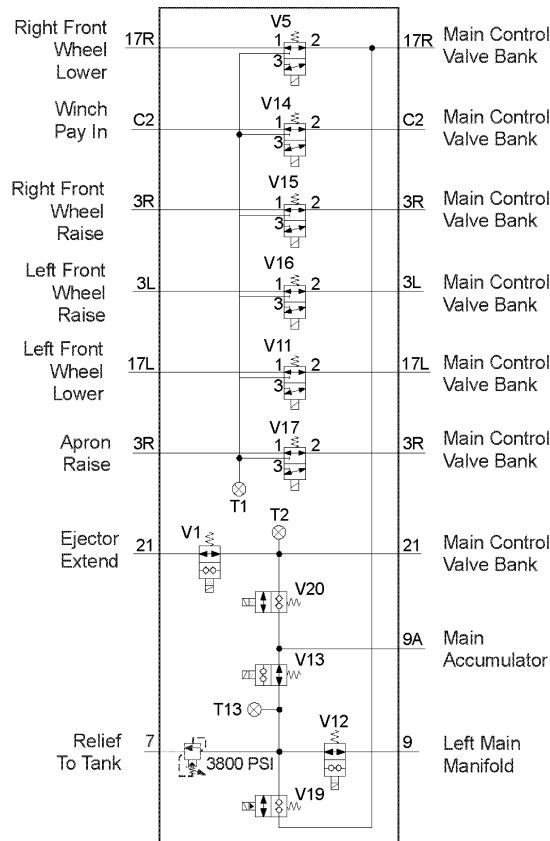 V5
Right Front
Wheel
Lower
17R
1
2
3
17R
Main Control
Valve Bank
V14
Winch
Pay In
C2
1
2
3
C2
Main Control
Valve Bank
V15
Right Front
Wheel
Raise
3R
1
2
3
3R
Main Control
Valve Bank
V16
Left Front
Wheel
Raise
3L
1
2
3
3L
Main Control
Valve Bank
V11
Left Front
Wheel
Lower
17L
1
2
3
17L
Main Control
Valve Bank
V17
Apron
Raise
3R
1
2
3
3R
Main Control
Valve Bank
T1
T2
Ejector
Extend
21
V1
21
Main Control
Valve Bank
V20
9A
Main
Accumulator
V13
T13
V12
Relief
To Tank
7
3800 PSI
9
Left Main
Manifold
V19